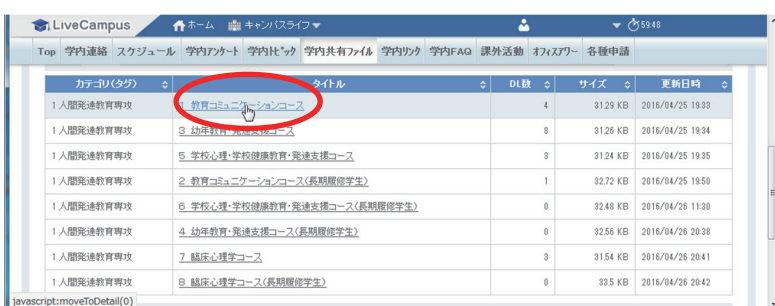 LiveCampus ホーム キャンパスライフ▼ ▼ 59:48
Top 学内連絡 スケジュール 学内アンケート 学内トピック 学内共有ファイル 学内リンク 学内FAQ 課外活動 オフィスアワー 各種申請
カテゴリ(タグ) タイトル DL数 サイズ 更新日時
1 人間発達教育専攻 1 教育コミュニケーションコース 4 31.29 KB 2016/04/25 19:33
1 人間発達教育専攻 3 幼年教育・発達支援コース 8 31.26 KB 2016/04/25 19:34
1 人間発達教育専攻 5 学校心理・学校健康教育・発達支援コース 3 31.24 KB 2016/04/25 19:35
1 人間発達教育専攻 2 教育コミュニケーションコース(長期履修学生) 1 32.72 KB 2016/04/25 19:50
1 人間発達教育専攻 6 学校心理・学校健康教育・発達支援コース(長期履修学生) 0 32.48 KB 2016/04/26 11:30
1 人間発達教育専攻 4 幼年教育・発達支援コース(長期履修学生) 0 32.56 KB 2016/04/26 20:38
1 人間発達教育専攻 7 臨床心理学コース 3 31.54 KB 2016/04/26 20:41
1 人間発達教育専攻 8 臨床心理学コース(長期履修学生) 0 33.5 KB 2016/04/26 20:42
javascript:moveToDetail(0)